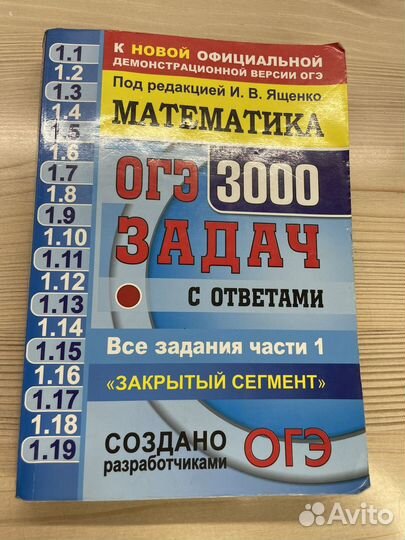 К НОВОЙ ОФИЦИАЛЬНОЙ
ДЕМОНСТРАЦИОННОЙ ВЕРСИИ ОГЭ
Под редакцией И. В. Ященко
МАТЕМАТИКА
ОГЭ 3000
ЗАДАЧ
С ОТВЕТАМИ
Все задания части 1
«ЗАКРЫТЫЙ СЕГМЕНТ»
СОЗДАНО
разработчиками
ОГЭ
1.1
1.2
1.3
1.4
1.5
1.6
1.7
1.8
1.9
1.10
1.11
1.12
1.13
1.14
1.15
1.16
1.17
1.18
1.19
Avito